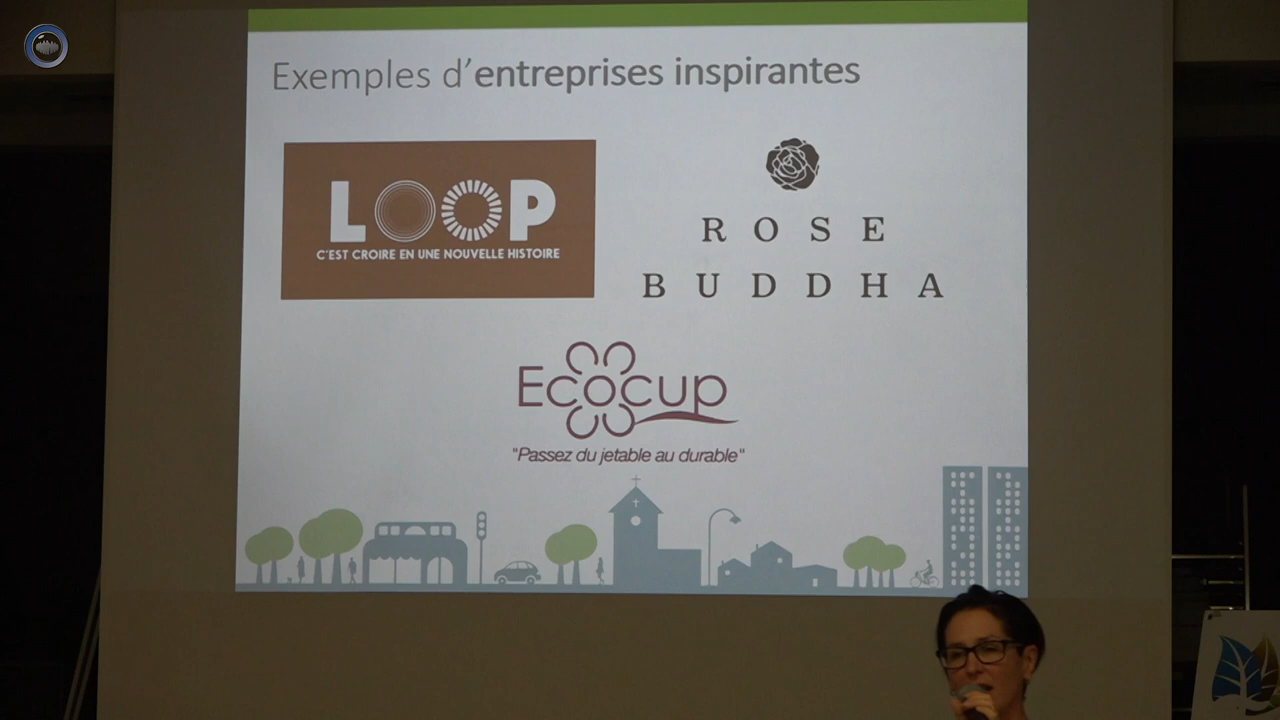 Exemples d'entreprises inspirantes
LOOP
C'EST CROIRE EN UNE NOUVELLE HISTOIRE
ROSE
BUDDHA
Ecocup
"Passez du jetable au durable"